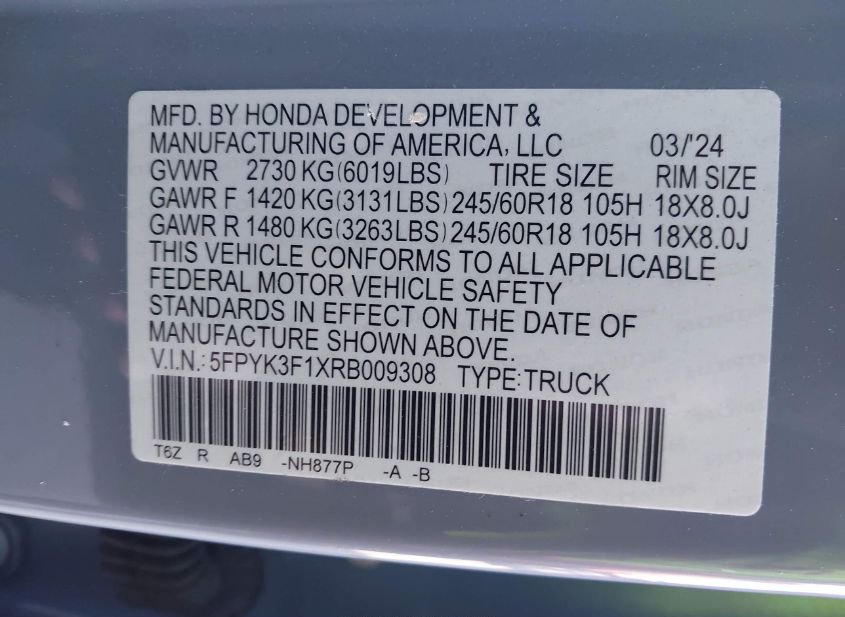 MFD. BY HONDA DEVELOPMENT &
MANUFACTURING OF AMERICA, LLC 03/'24
GVWR 2730 KG(6019LBS) TIRE SIZE RIM SIZE
GAWR F 1420 KG(3131LBS) 245/60R18 105H 18X8.0J
GAWR R 1480 KG(3263LBS) 245/60R18 105H 18X8.0J
THIS VEHICLE CONFORMS TO ALL APPLICABLE
FEDERAL MOTOR VEHICLE SAFETY
STANDARDS IN EFFECT ON THE DATE OF
MANUFACTURE SHOWN ABOVE.
V.I.N.: 5FPYK3F1XRB009308 TYPE: TRUCK
T6Z R AB9 -NH877P -A -B